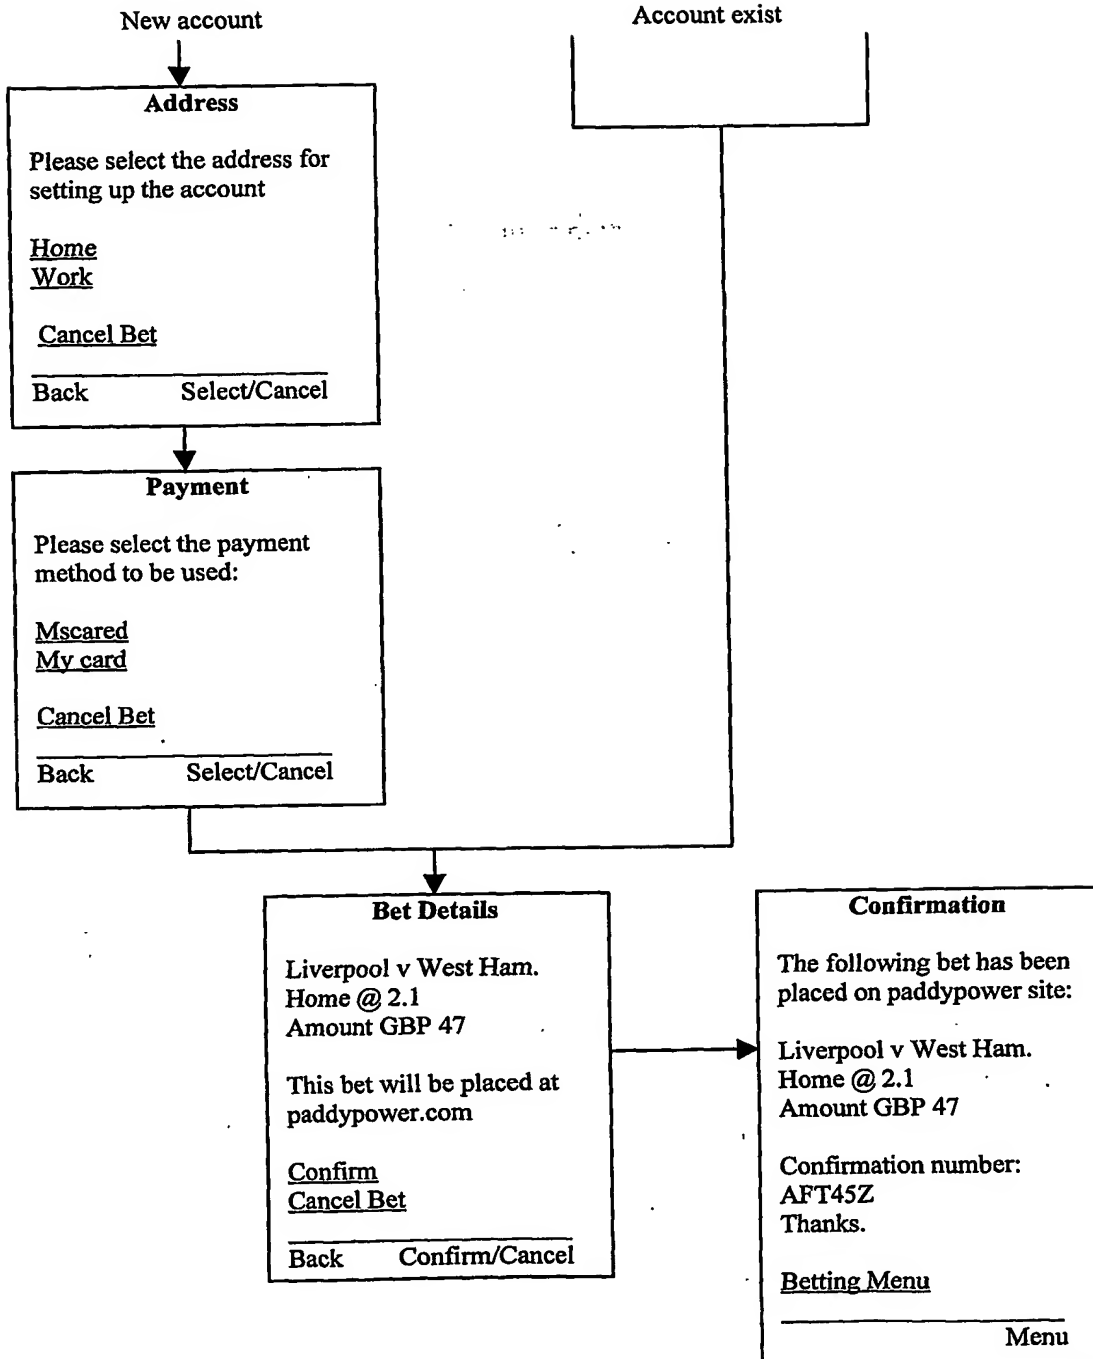 New account
Account exist
Address
Please select the address for
setting up the account
Home
Work
Cancel Bet
Back Select/Cancel
Payment
Please select the payment
method to be used:
Mscared
My card
Cancel Bet
Back Select/Cancel
Bet Details
Liverpool v West Ham.
Home @ 2.1
Amount GBP 47
This bet will be placed at
paddypower.com
Confirm
Cancel Bet
Back Confirm/Cancel
Confirmation
The following bet has been
placed on paddypower site:
Liverpool v West Ham.
Home @ 2.1
Amount GBP 47
Confirmation number:
AFT45Z
Thanks.
Betting Menu
Menu